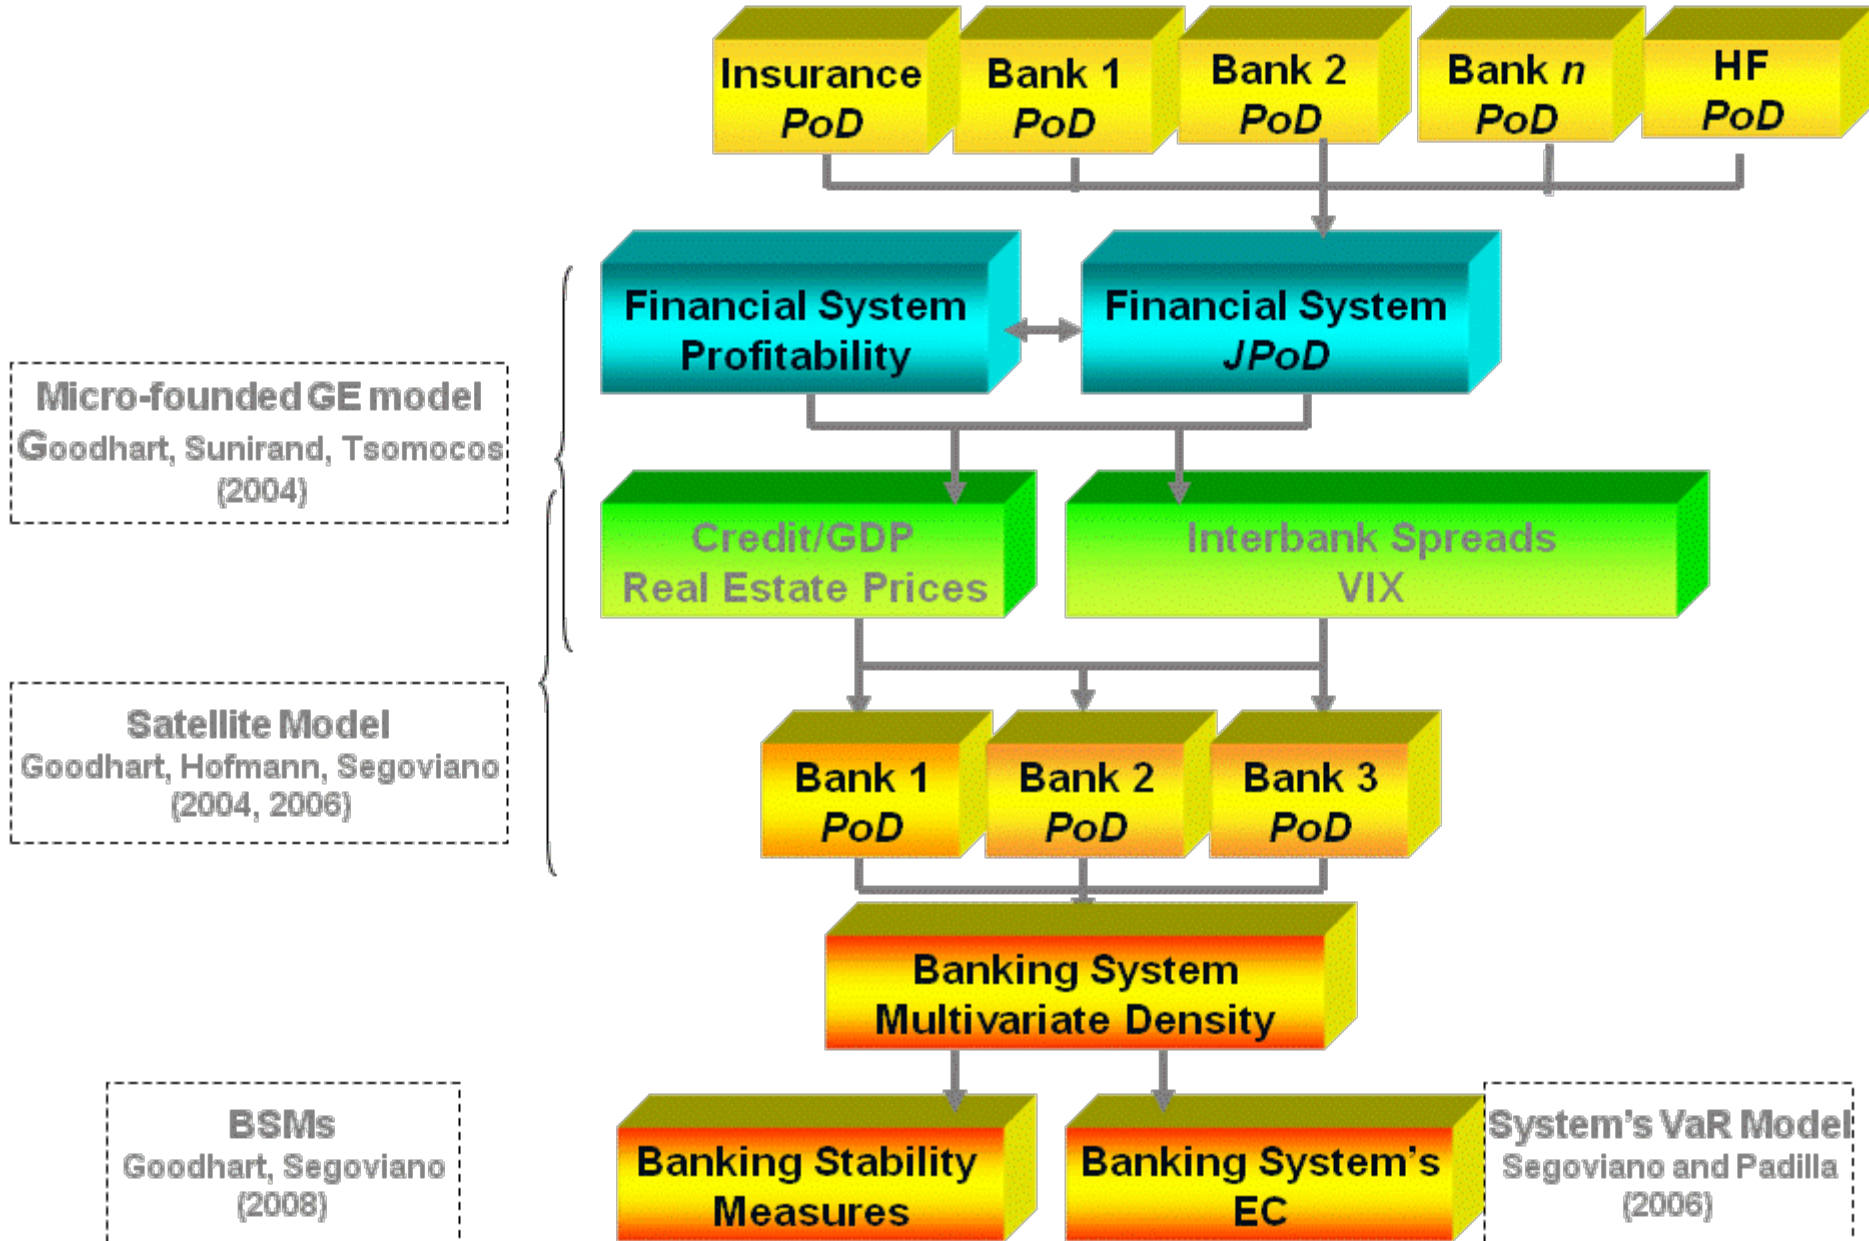 Insurance
PoD
Bank 1
PoD
Bank 2
PoD
Bank n
PoD
HF
PoD
Financial System
Profitability
Financial System
JPoD
Micro-founded GE model
Goodhart, Sunirand, Tsomocos
(2004)
Credit/GDP
Real Estate Prices
Interbank Spreads
VIX
Satellite Model
Goodhart, Hofmann, Segoviano
(2004, 2006)
Bank 1
PoD
Bank 2
PoD
Bank 3
PoD
Banking System
Multivariate Density
BSMs
Goodhart, Segoviano
(2008)
Banking Stability
Measures
Banking System’s
EC
System’s VaR Model
Segoviano and Padilla
(2006)